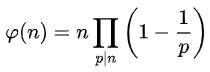 φ(n) = n ∏_{p|n} (1 − 1/p)